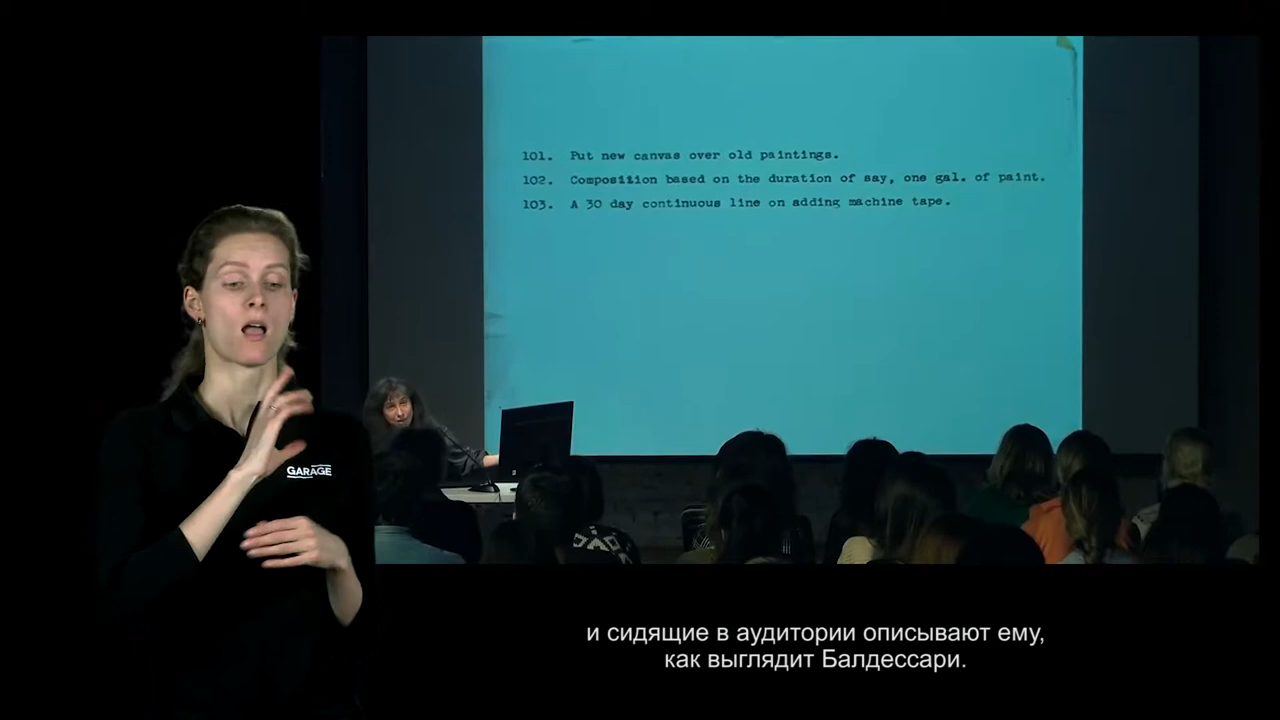 101. Put new canvas over old paintings.
102. Composition based on the duration of say, one gal. of paint.
103. A 30 day continuous line on adding machine tape.
GARAGE
и сидящие в аудитории описывают ему,
как выглядит Балдессари.